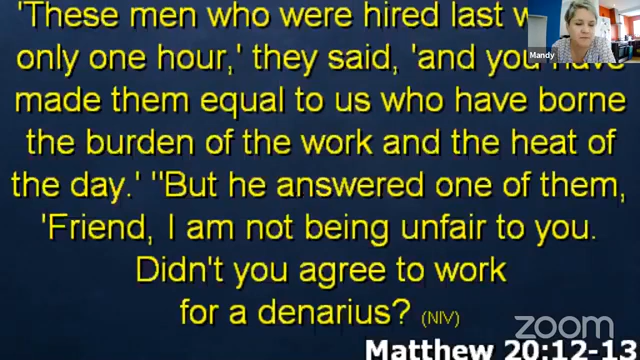 'These men who were hired last w
only one hour,' they said, 'and you have
Mandy
made them equal to us who have borne
the burden of the work and the heat of
the day.' "But he answered one of them,
'Friend, I am not being unfair to you.
Didn't you agree to work
for a denarius? (NIV)
zoom
Matthew 20:12-13